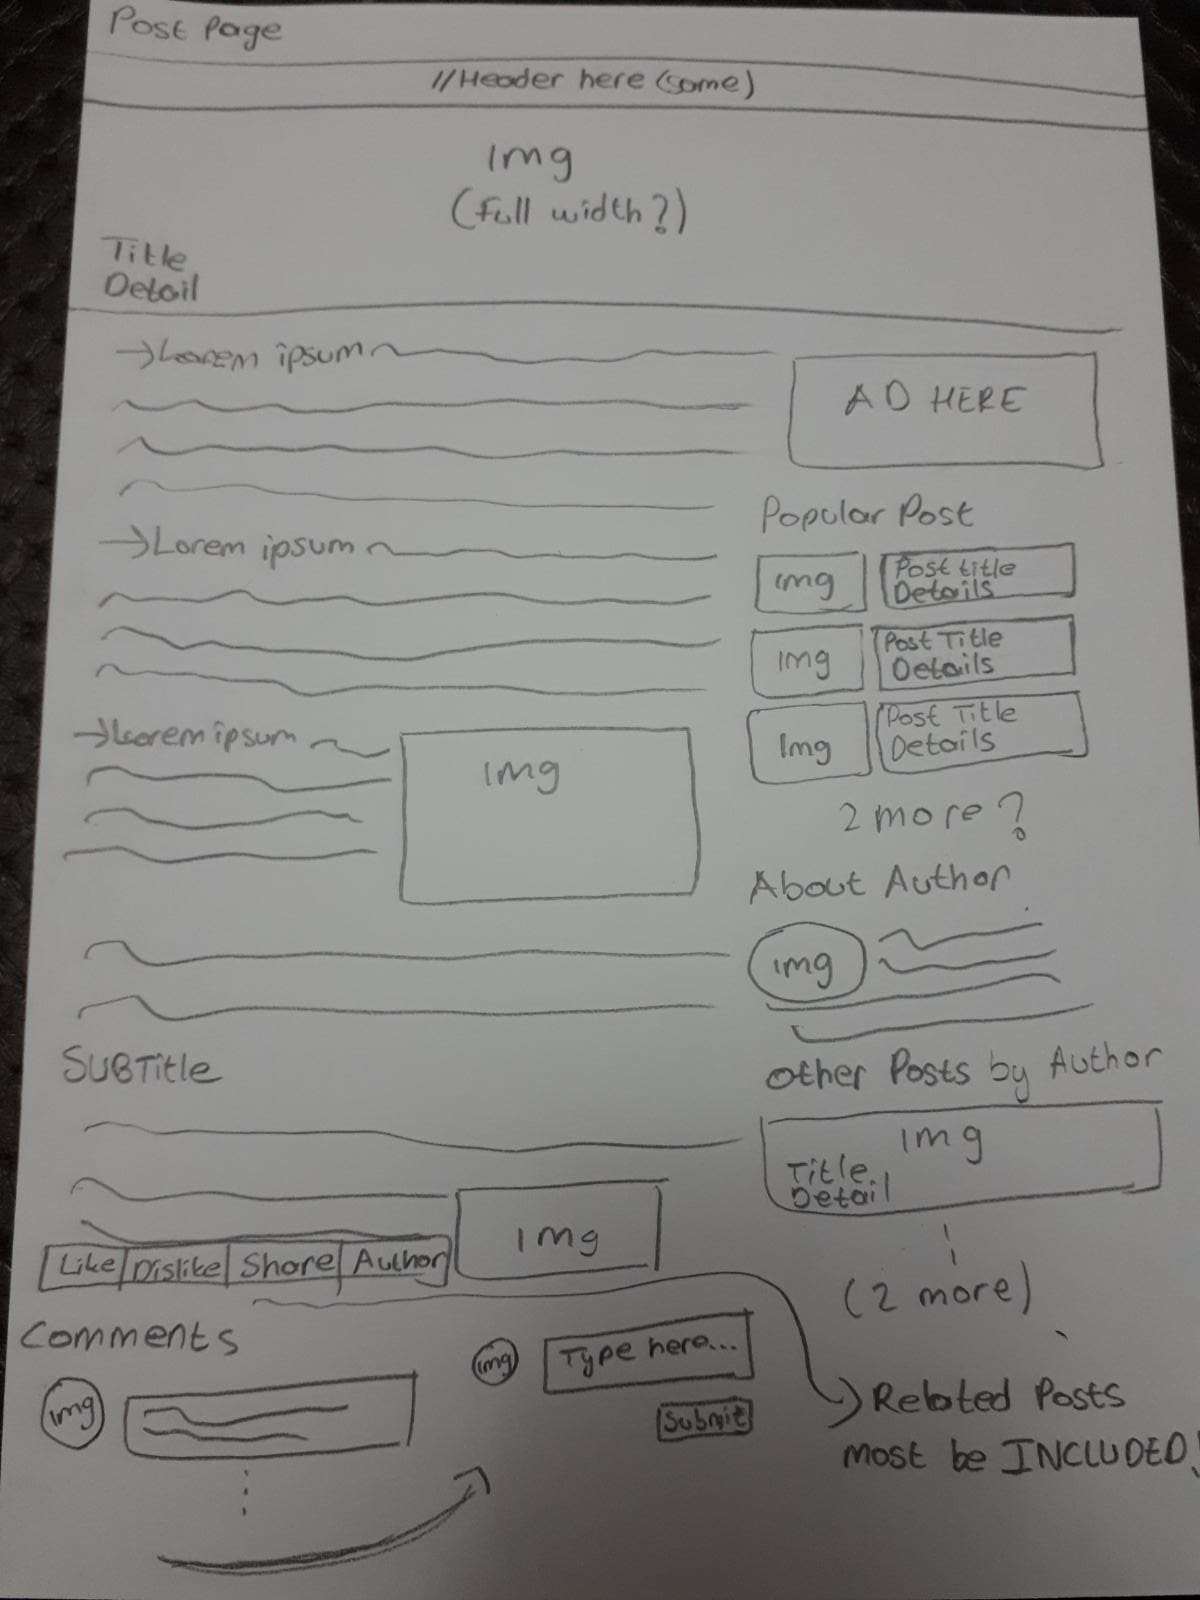 Post Page
//Header here (same)
Img
(Full width?)
Title
Detail
→Lorem ipsum
→Lorem ipsum
→Lorem ipsum
Img
SUBTitle
Img
Like Dislike Share Author
Comments
img
img Type here...
Submit
AD HERE
Popular Post
img Post title
Details
Img Post Title
Details
Img Post Title
Details
2 more?
About Author
img
Other Posts by Author
Img
Title
Detail
(2 more)
Related Posts
most be INCLUDED!